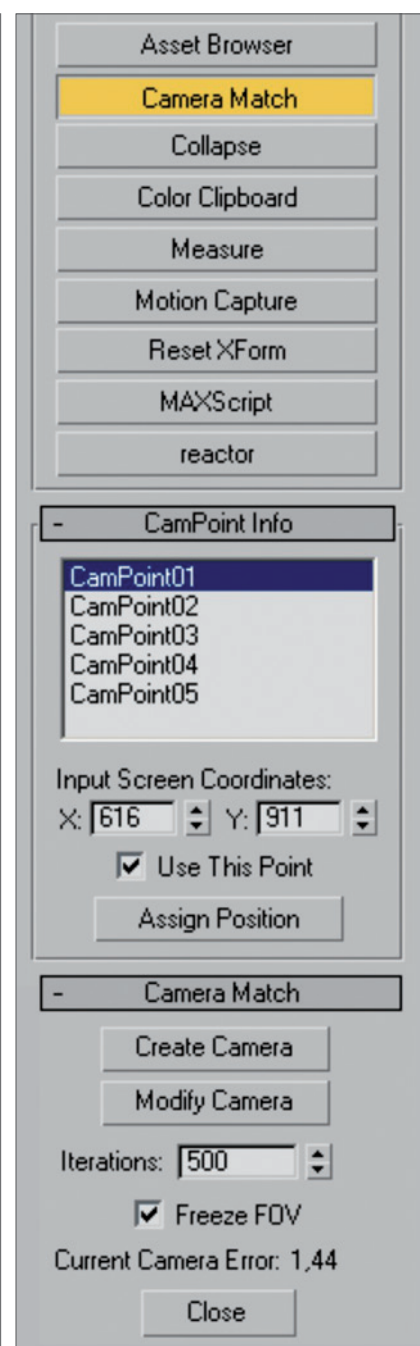 Asset Browser
Camera Match
Collapse
Color Clipboard
Measure
Motion Capture
Reset XForm
MAXScript
reactor
- CamPoint Info
CamPoint01
CamPoint02
CamPoint03
CamPoint04
CamPoint05
Input Screen Coordinates:
X: 616 Y: 911
Use This Point
Assign Position
- Camera Match
Create Camera
Modify Camera
Iterations: 500
Freeze FOV
Current Camera Error: 1,44
Close